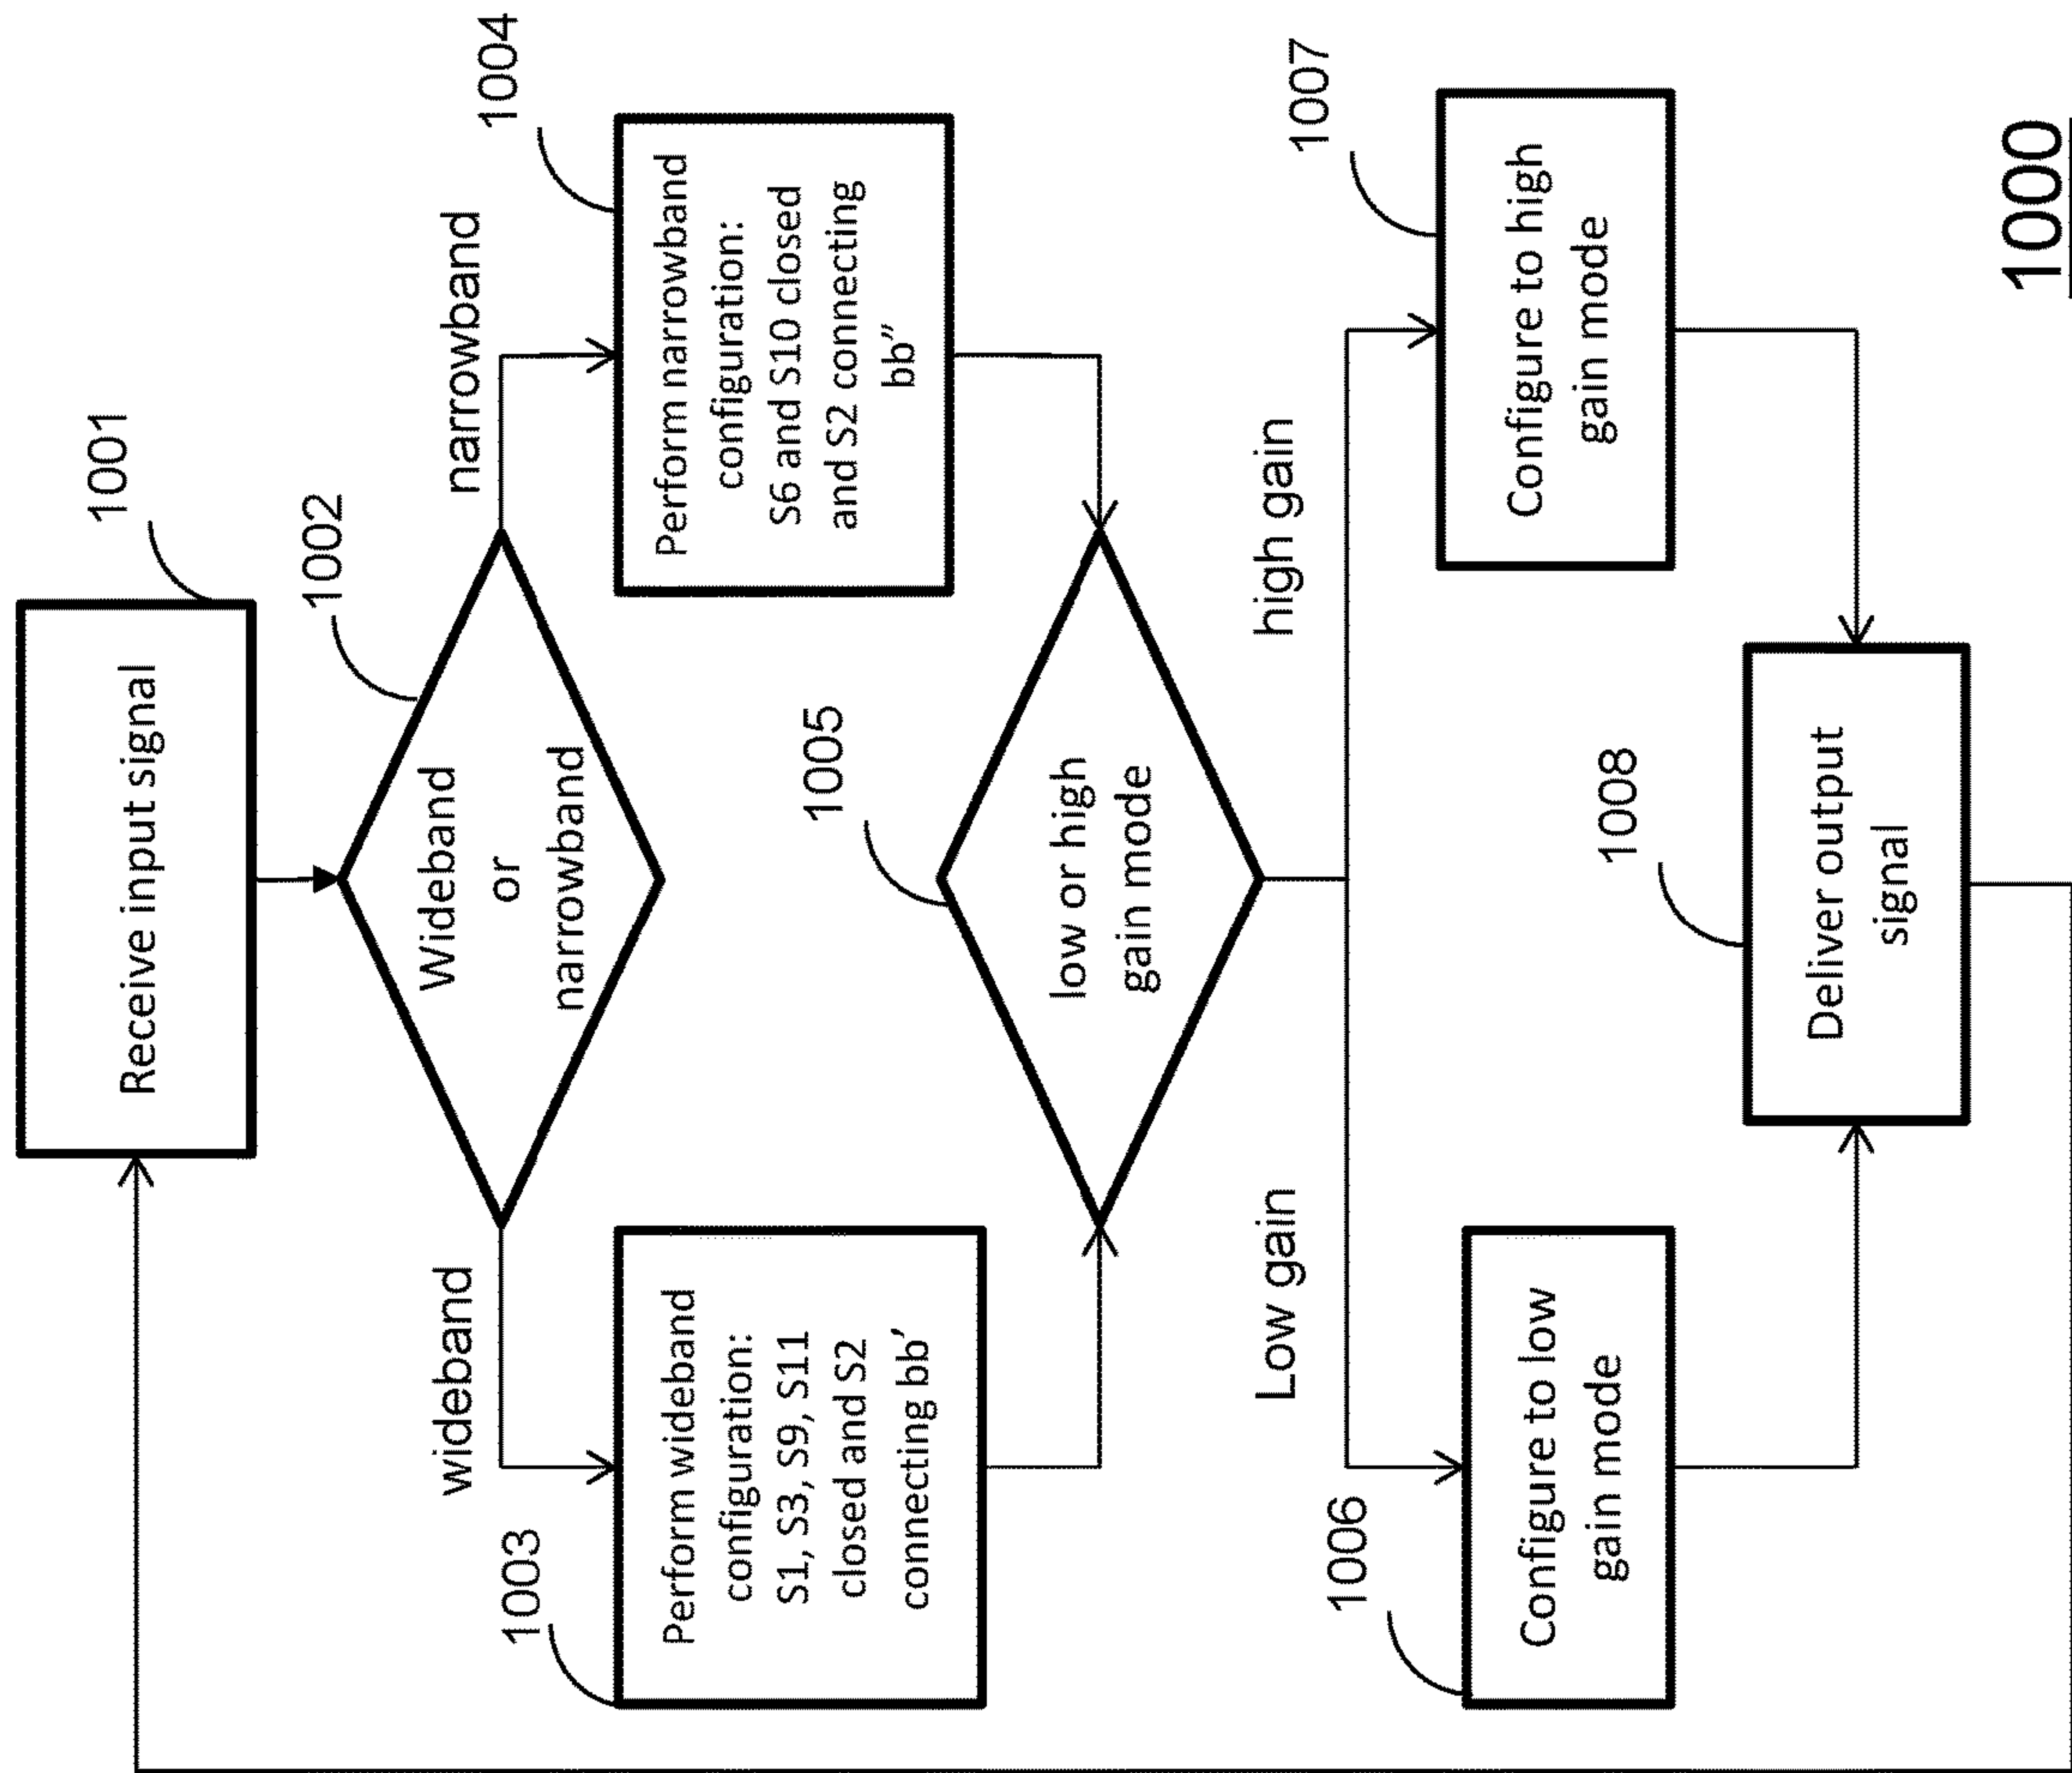 1001
Receive input signal
1002
Wideband
or
narrowband
wideband
narrowband
1003
Perform wideband
configuration:
S1, S3, S9, S11
closed and S2
connecting bb'
1004
Perform narrowband
configuration:
S6 and S10 closed
and S2 connecting
bb”
1005
low or high
gain mode
Low gain
high gain
1006
Configure to low
gain mode
1007
Configure to high
gain mode
1008
Deliver output
signal
1000